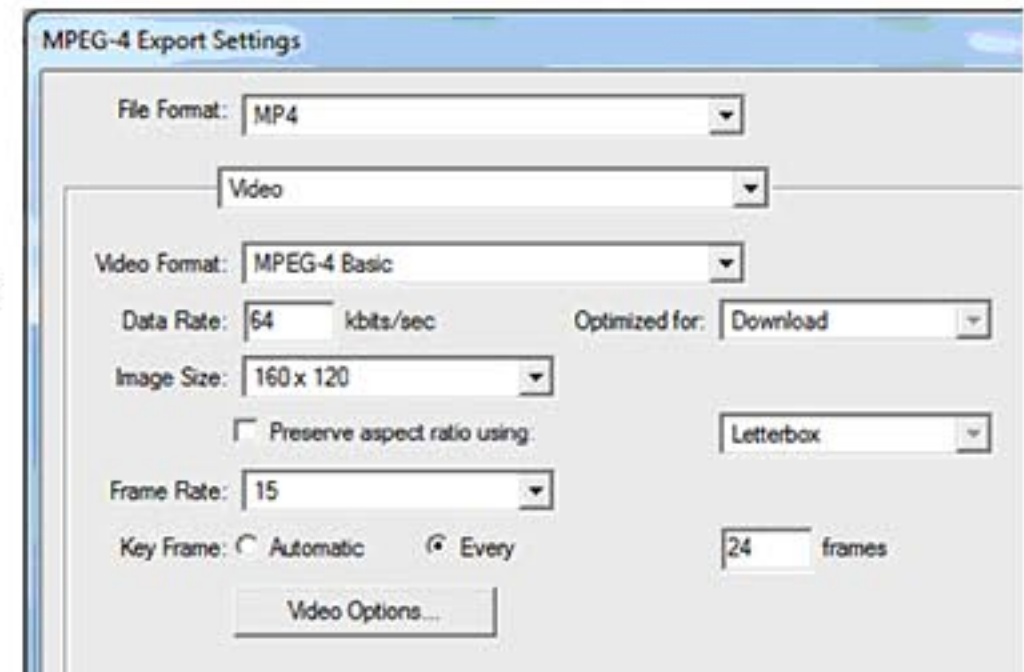 MPEG-4 Export Settings
File Format: MP4
Video
Video Format: MPEG-4 Basic
Data Rate: 64 kbits/sec Optimized for: Download
Image Size: 160 x 120
Preserve aspect ratio using: Letterbox
Frame Rate: 15
Key Frame: Automatic Every 24 frames
Video Options...